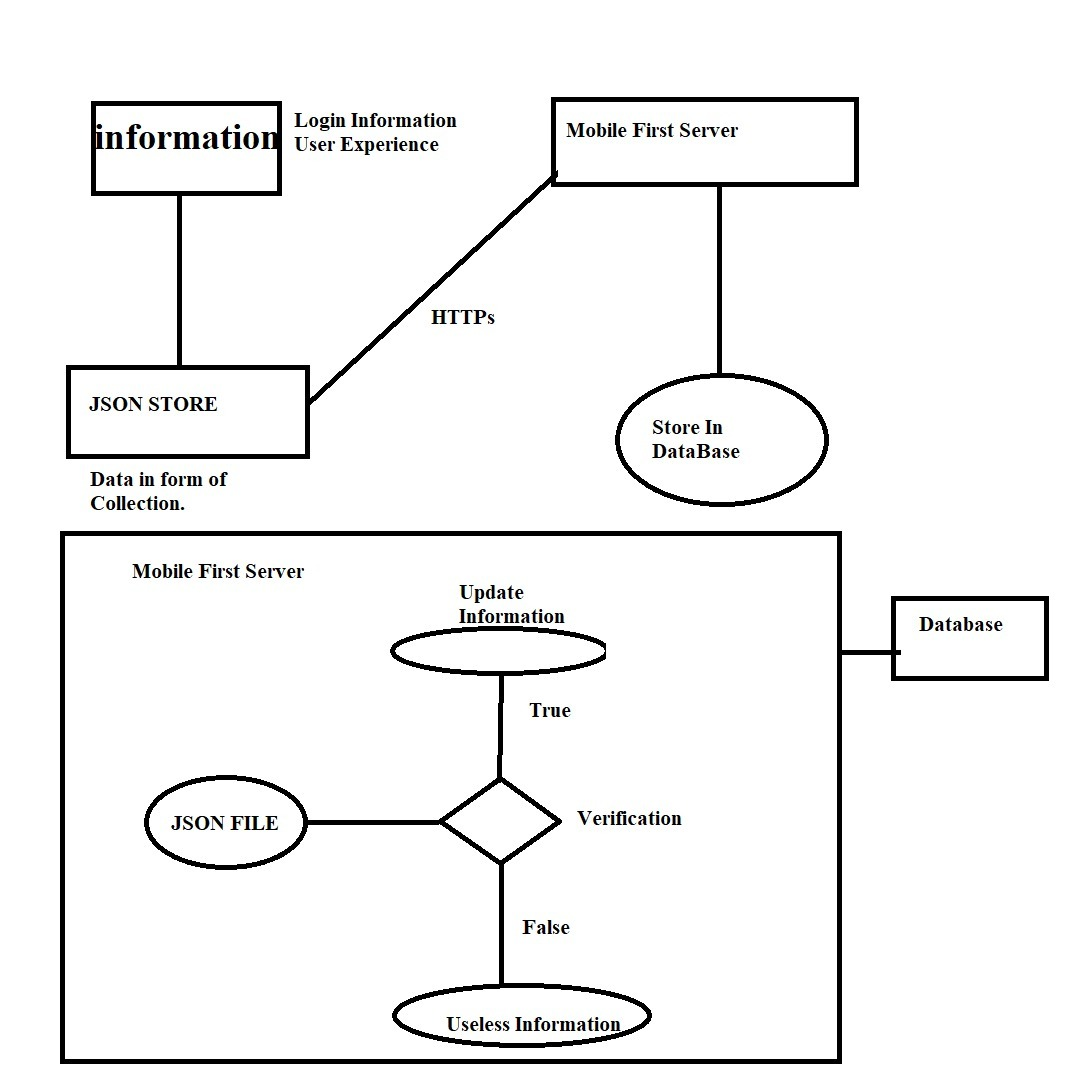 information
Login Information
User Experience
Mobile First Server
HTTPs
JSON STORE
Data in form of
Collection.
Store In
DataBase
Mobile First Server
Update
Information
Database
True
JSON FILE
Verification
False
Useless Information